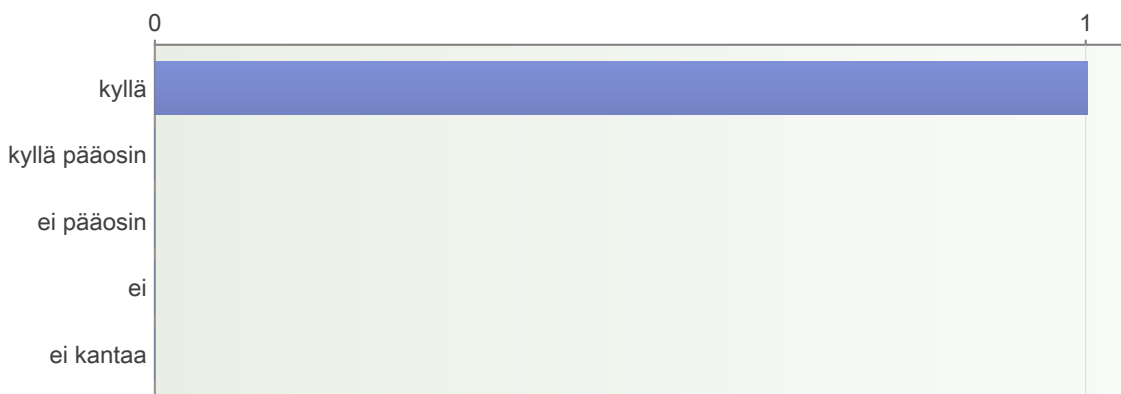 0 1
kyllä
kyllä pääosin
ei pääosin
ei
ei kantaa